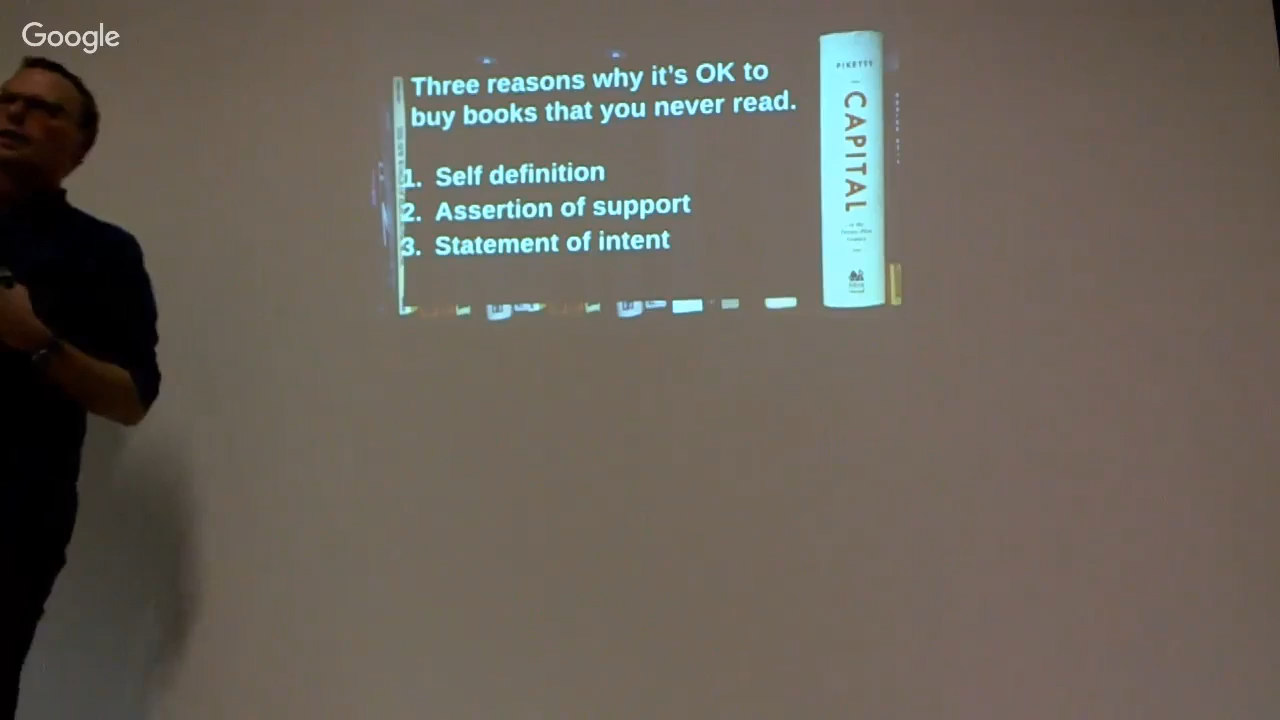 Google
Three reasons why it's OK to
buy books that you never read.
1. Self definition
2. Assertion of support
3. Statement of intent
PIKETTY
CAPITAL